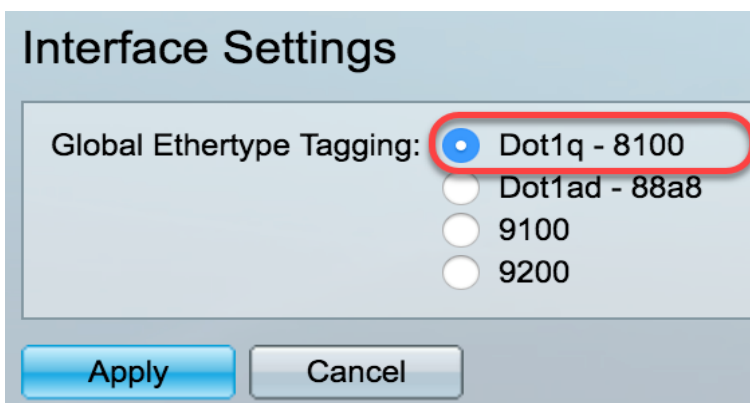 Interface Settings
Global Ethertype Tagging: Dot1q - 8100
Dot1ad - 88a8
9100
9200
Apply Cancel